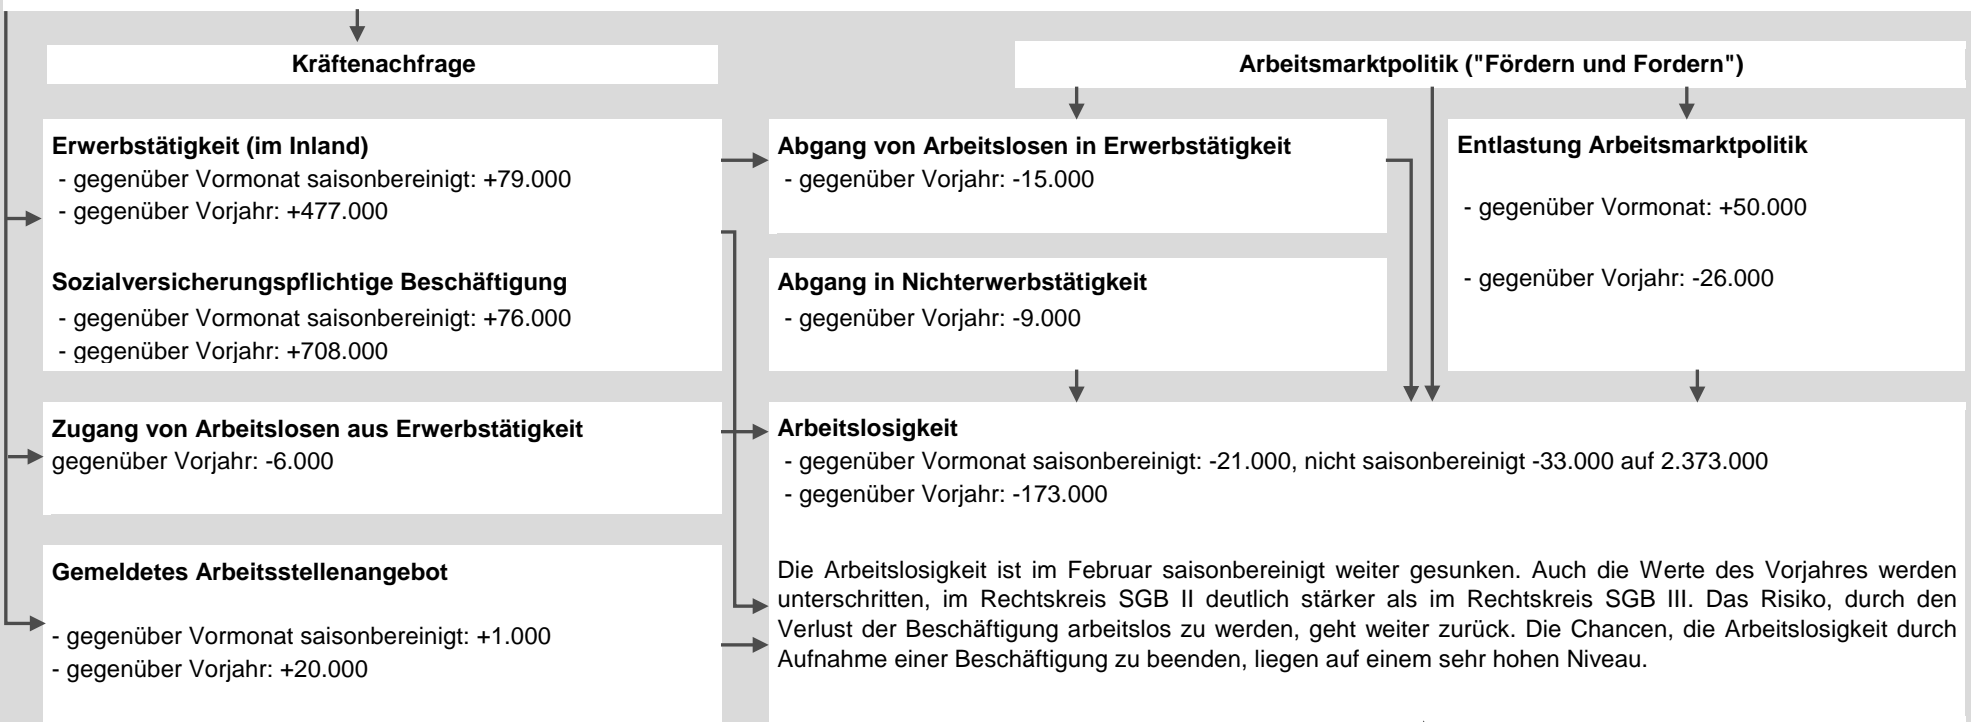 Kräftenachfrage
Arbeitsmarktpolitik ("Fördern und Fordern")
Erwerbstätigkeit (im Inland)
- gegenüber Vormonat saisonbereinigt: +79.000
- gegenüber Vorjahr: +477.000
Sozialversicherungspflichtige Beschäftigung
- gegenüber Vormonat saisonbereinigt: +76.000
- gegenüber Vorjahr: +708.000
Abgang von Arbeitslosen in Erwerbstätigkeit
- gegenüber Vorjahr: -15.000
Abgang in Nichterwerbstätigkeit
- gegenüber Vorjahr: -9.000
Entlastung Arbeitsmarktpolitik
- gegenüber Vormonat: +50.000
- gegenüber Vorjahr: -26.000
Zugang von Arbeitslosen aus Erwerbstätigkeit
gegenüber Vorjahr: -6.000
Gemeldetes Arbeitsstellenangebot
- gegenüber Vormonat saisonbereinigt: +1.000
- gegenüber Vorjahr: +20.000
Arbeitslosigkeit
- gegenüber Vormonat saisonbereinigt: -21.000, nicht saisonbereinigt -33.000 auf 2.373.000
- gegenüber Vorjahr: -173.000
Die Arbeitslosigkeit ist im Februar saisonbereinigt weiter gesunken. Auch die Werte des Vorjahres werden
unterschritten, im Rechtskreis SGB II deutlich stärker als im Rechtskreis SGB III. Das Risiko, durch den
Verlust der Beschäftigung arbeitslos zu werden, geht weiter zurück. Die Chancen, die Arbeitslosigkeit durch
Aufnahme einer Beschäftigung zu beenden, liegen auf einem sehr hohen Niveau.